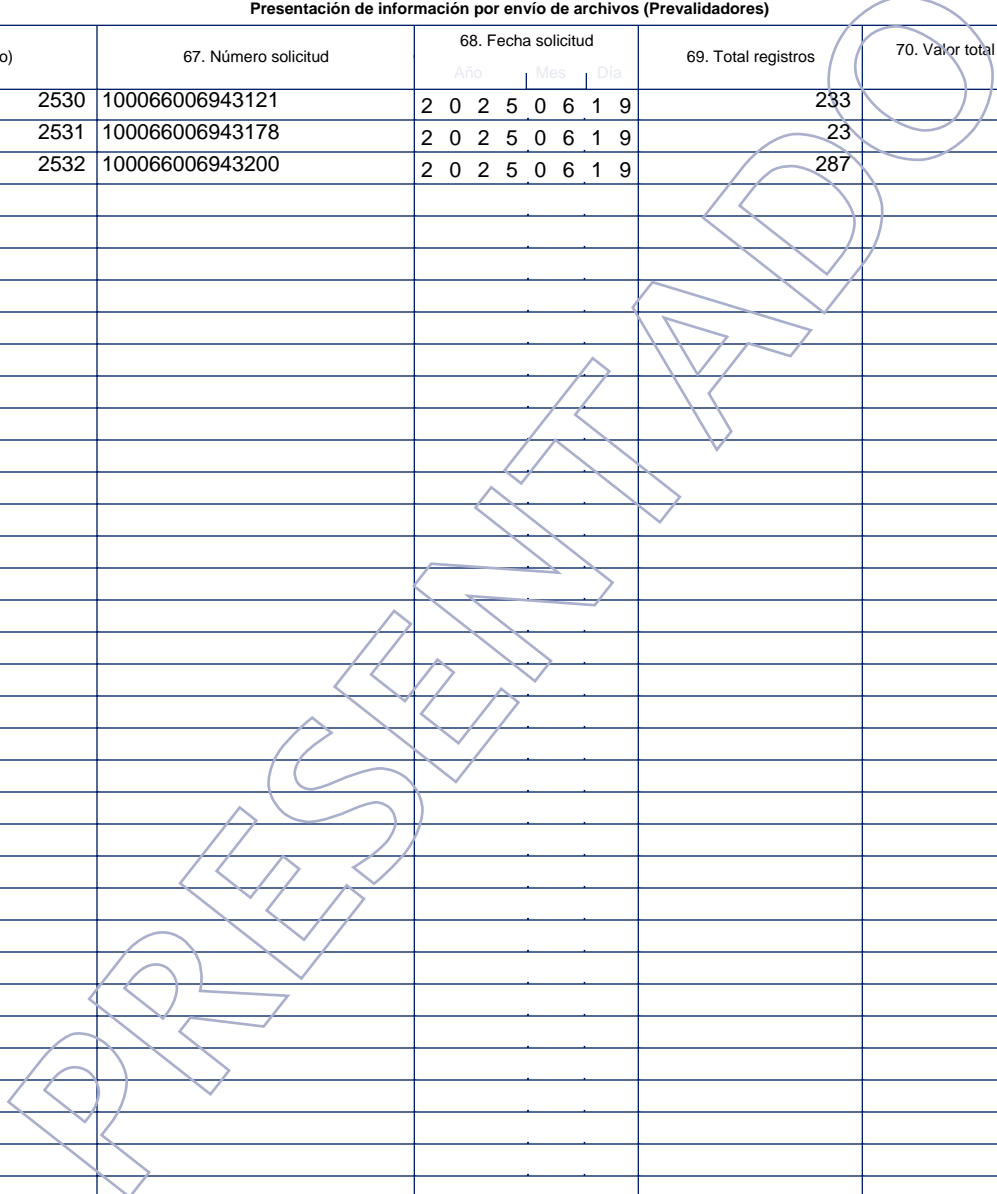 Presentación de información por envío de archivos (Prevalidadores)
o) 67. Número solicitud 68. Fecha solicitud 69. Total registros 70. Valor total
Año Mes Día
2530 100066006943121 2 0 2 5 0 6 1 9 233
2531 100066006943178 2 0 2 5 0 6 1 9 23
2532 100066006943200 2 0 2 5 0 6 1 9 287
PRESENTADO